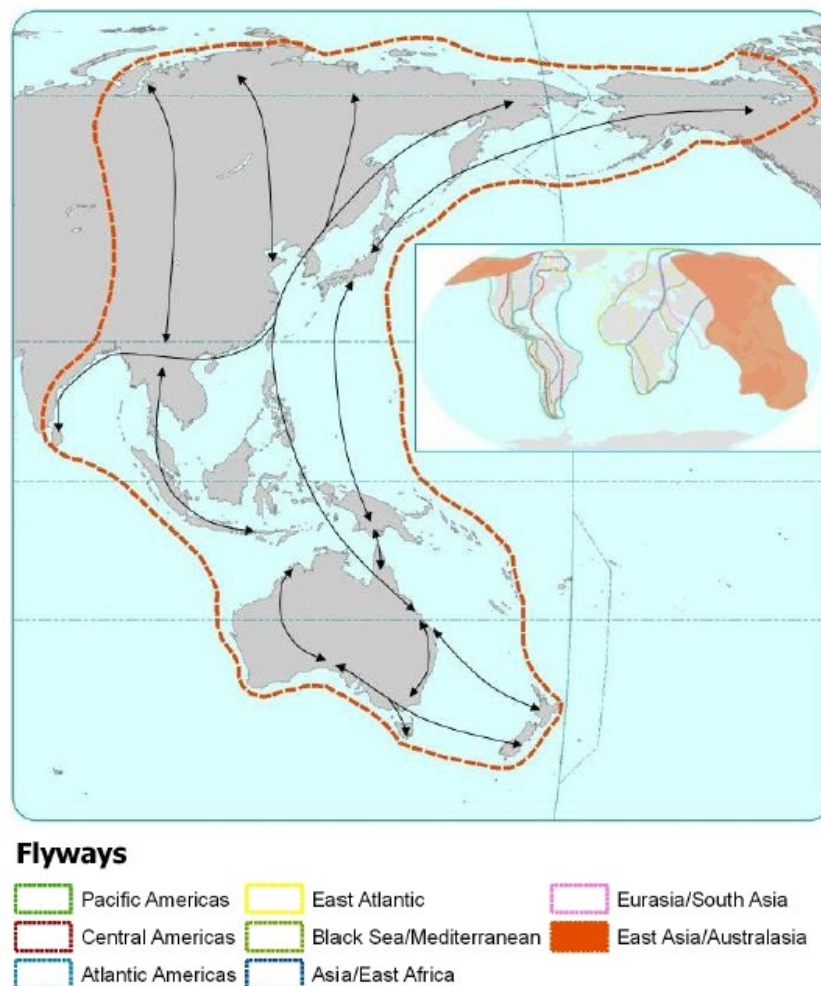 Flyways
Pacific Americas
East Atlantic
Eurasia/South Asia
Central Americas
Black Sea/Mediterranean
East Asia/Australasia
Atlantic Americas
Asia/East Africa